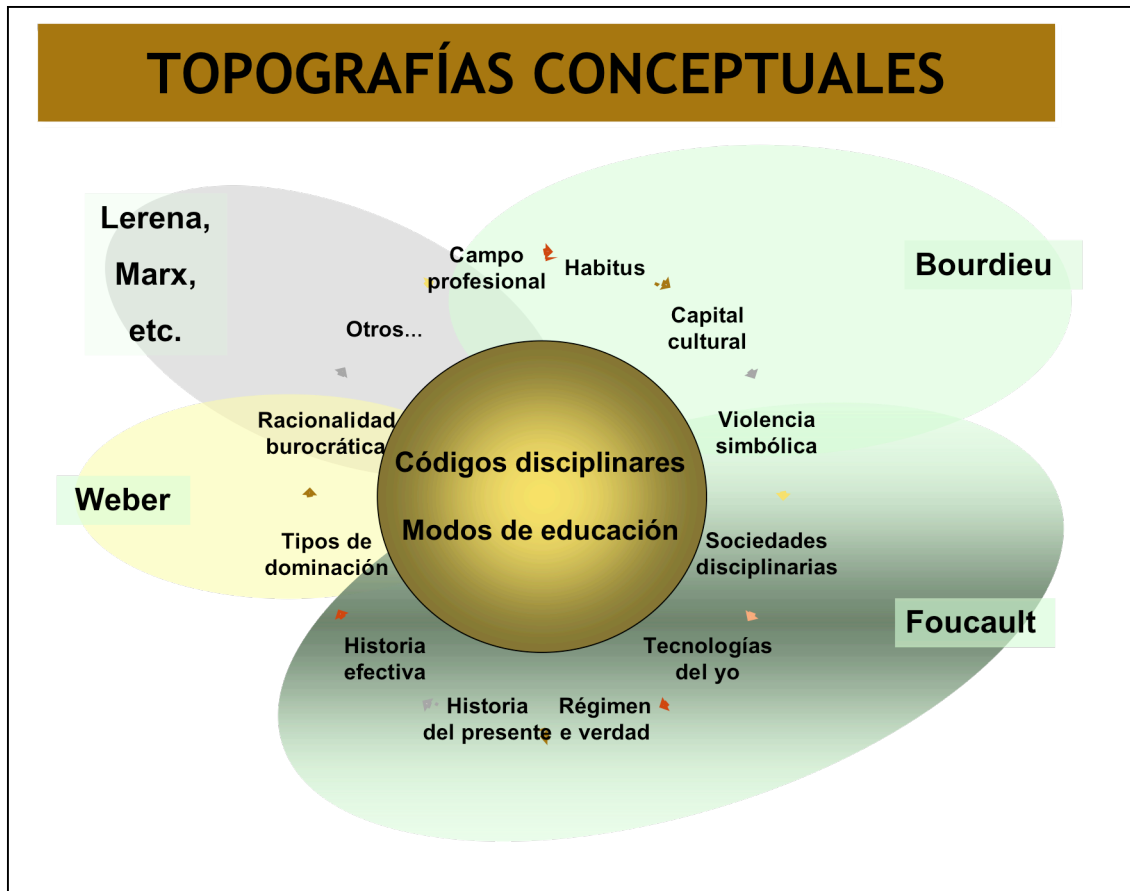 TOPOGRAFÍAS CONCEPTUALES
Lerena,
Marx,
etc.
Campo
profesional
Habitus
Bourdieu
Capital
cultural
Otros...
Racionalidad
burocrática
Violencia
simbólica
Códigos disciplinares
Modos de educación
Weber
Tipos de
dominación
Sociedades
disciplinarias
Foucault
Historia
efectiva
Tecnologías
del yo
Historia
del presente
Régimen
e verdad